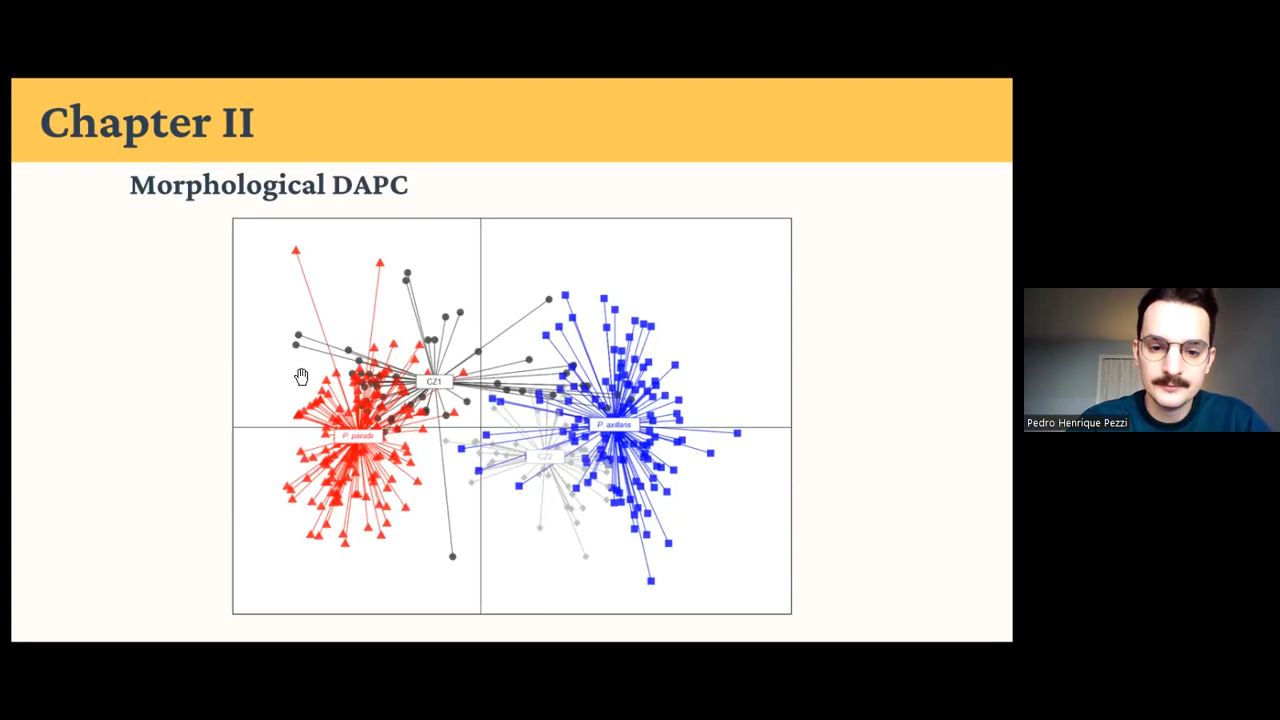 Chapter II
Morphological DAPC
CZ1
P. parodii
P. axillaris
CZ2
Pedro Henrique Pezzi